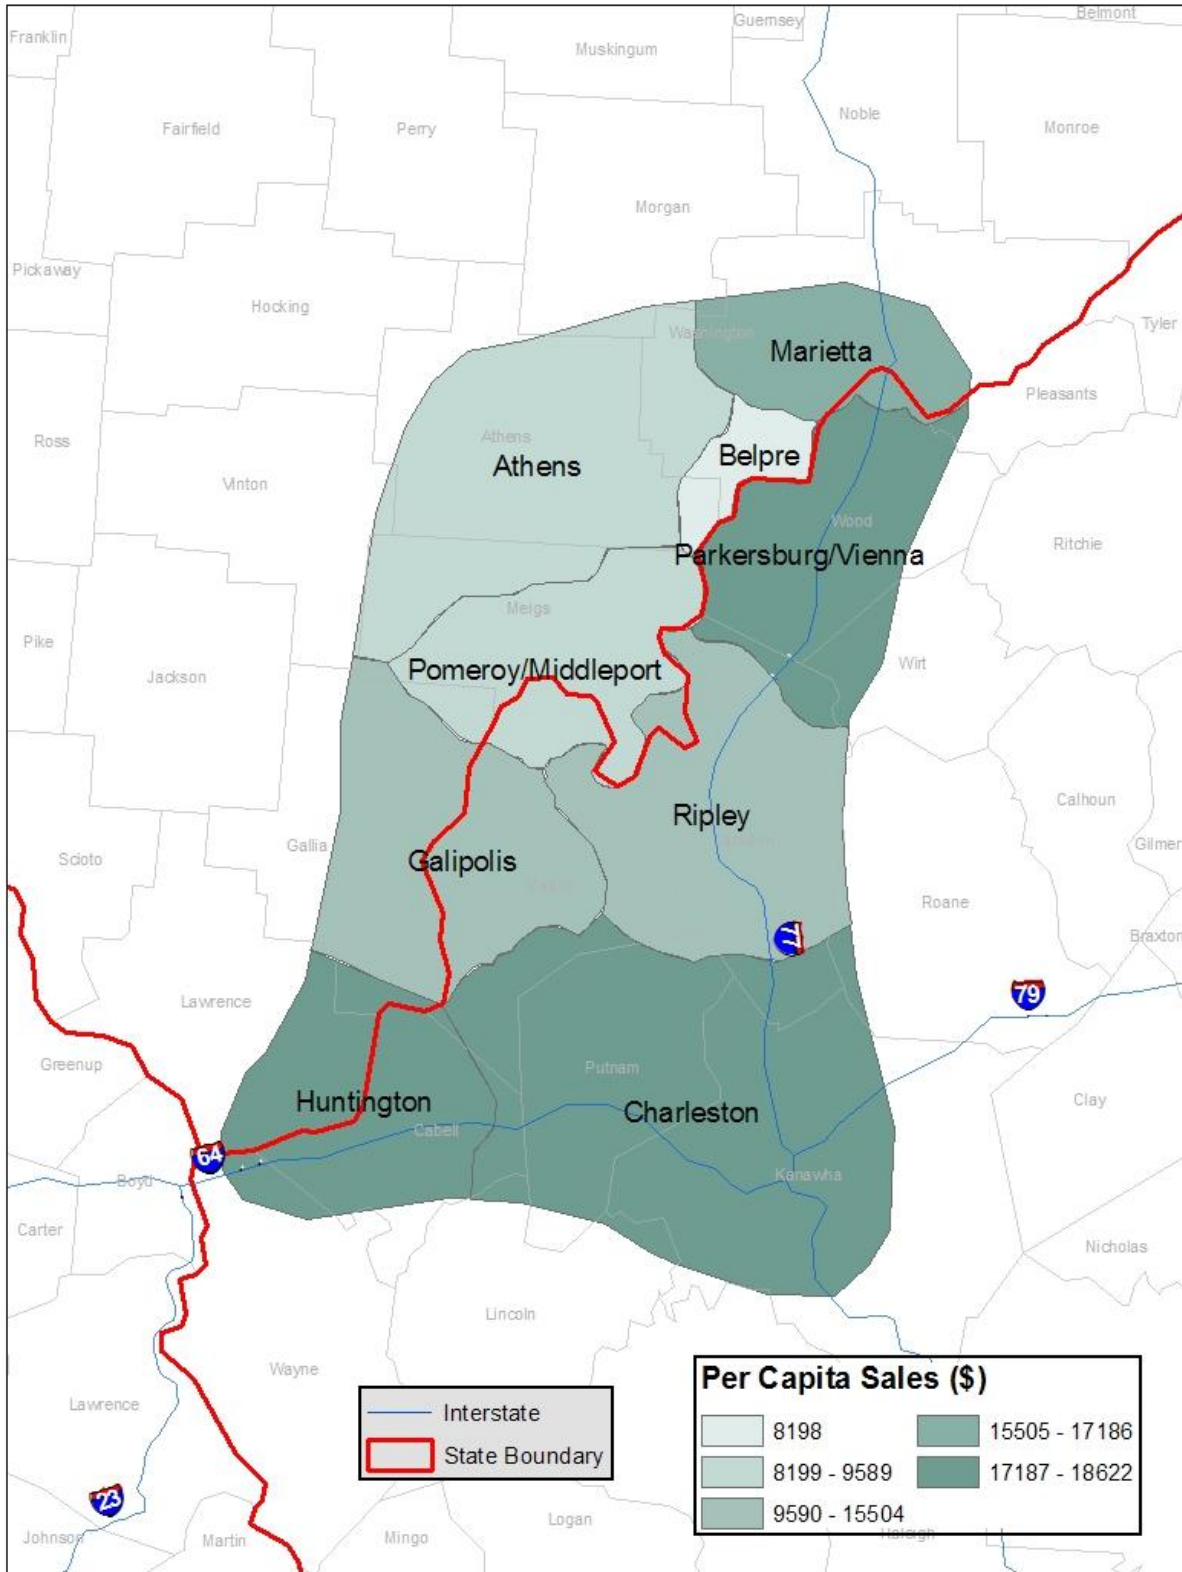 Belmont
Guernsey
Franklin
Muskingum
Noble
Fairfield
Perry
Monroe
Morgan
Pickaway
Hocking
Tyler
Washington
Marietta
Pleasants
Ross
Athens
Athens
Belpre
Vinton
Wood
Ritchie
Parkersburg/Vienna
Meigs
Pike
Wirt
Pomeroy/Middleport
Jackson
Calhoun
Ripley
Gallia
Gilmer
Scioto
Galipolis
Roane
77
Braxton
79
Lawrence
Greenup
Putnam
Huntington
Charleston
Clay
Cabell
64
Boyd
Kanawha
Carter
Nicholas
Lincoln
Wayne
Per Capita Sales ($)
8198
8199 - 9589
9590 - 15504
15505 - 17186
17187 - 18622
Interstate
State Boundary
Lawrence
23
Logan
Johnson
Martin
Mingo
Raleigh